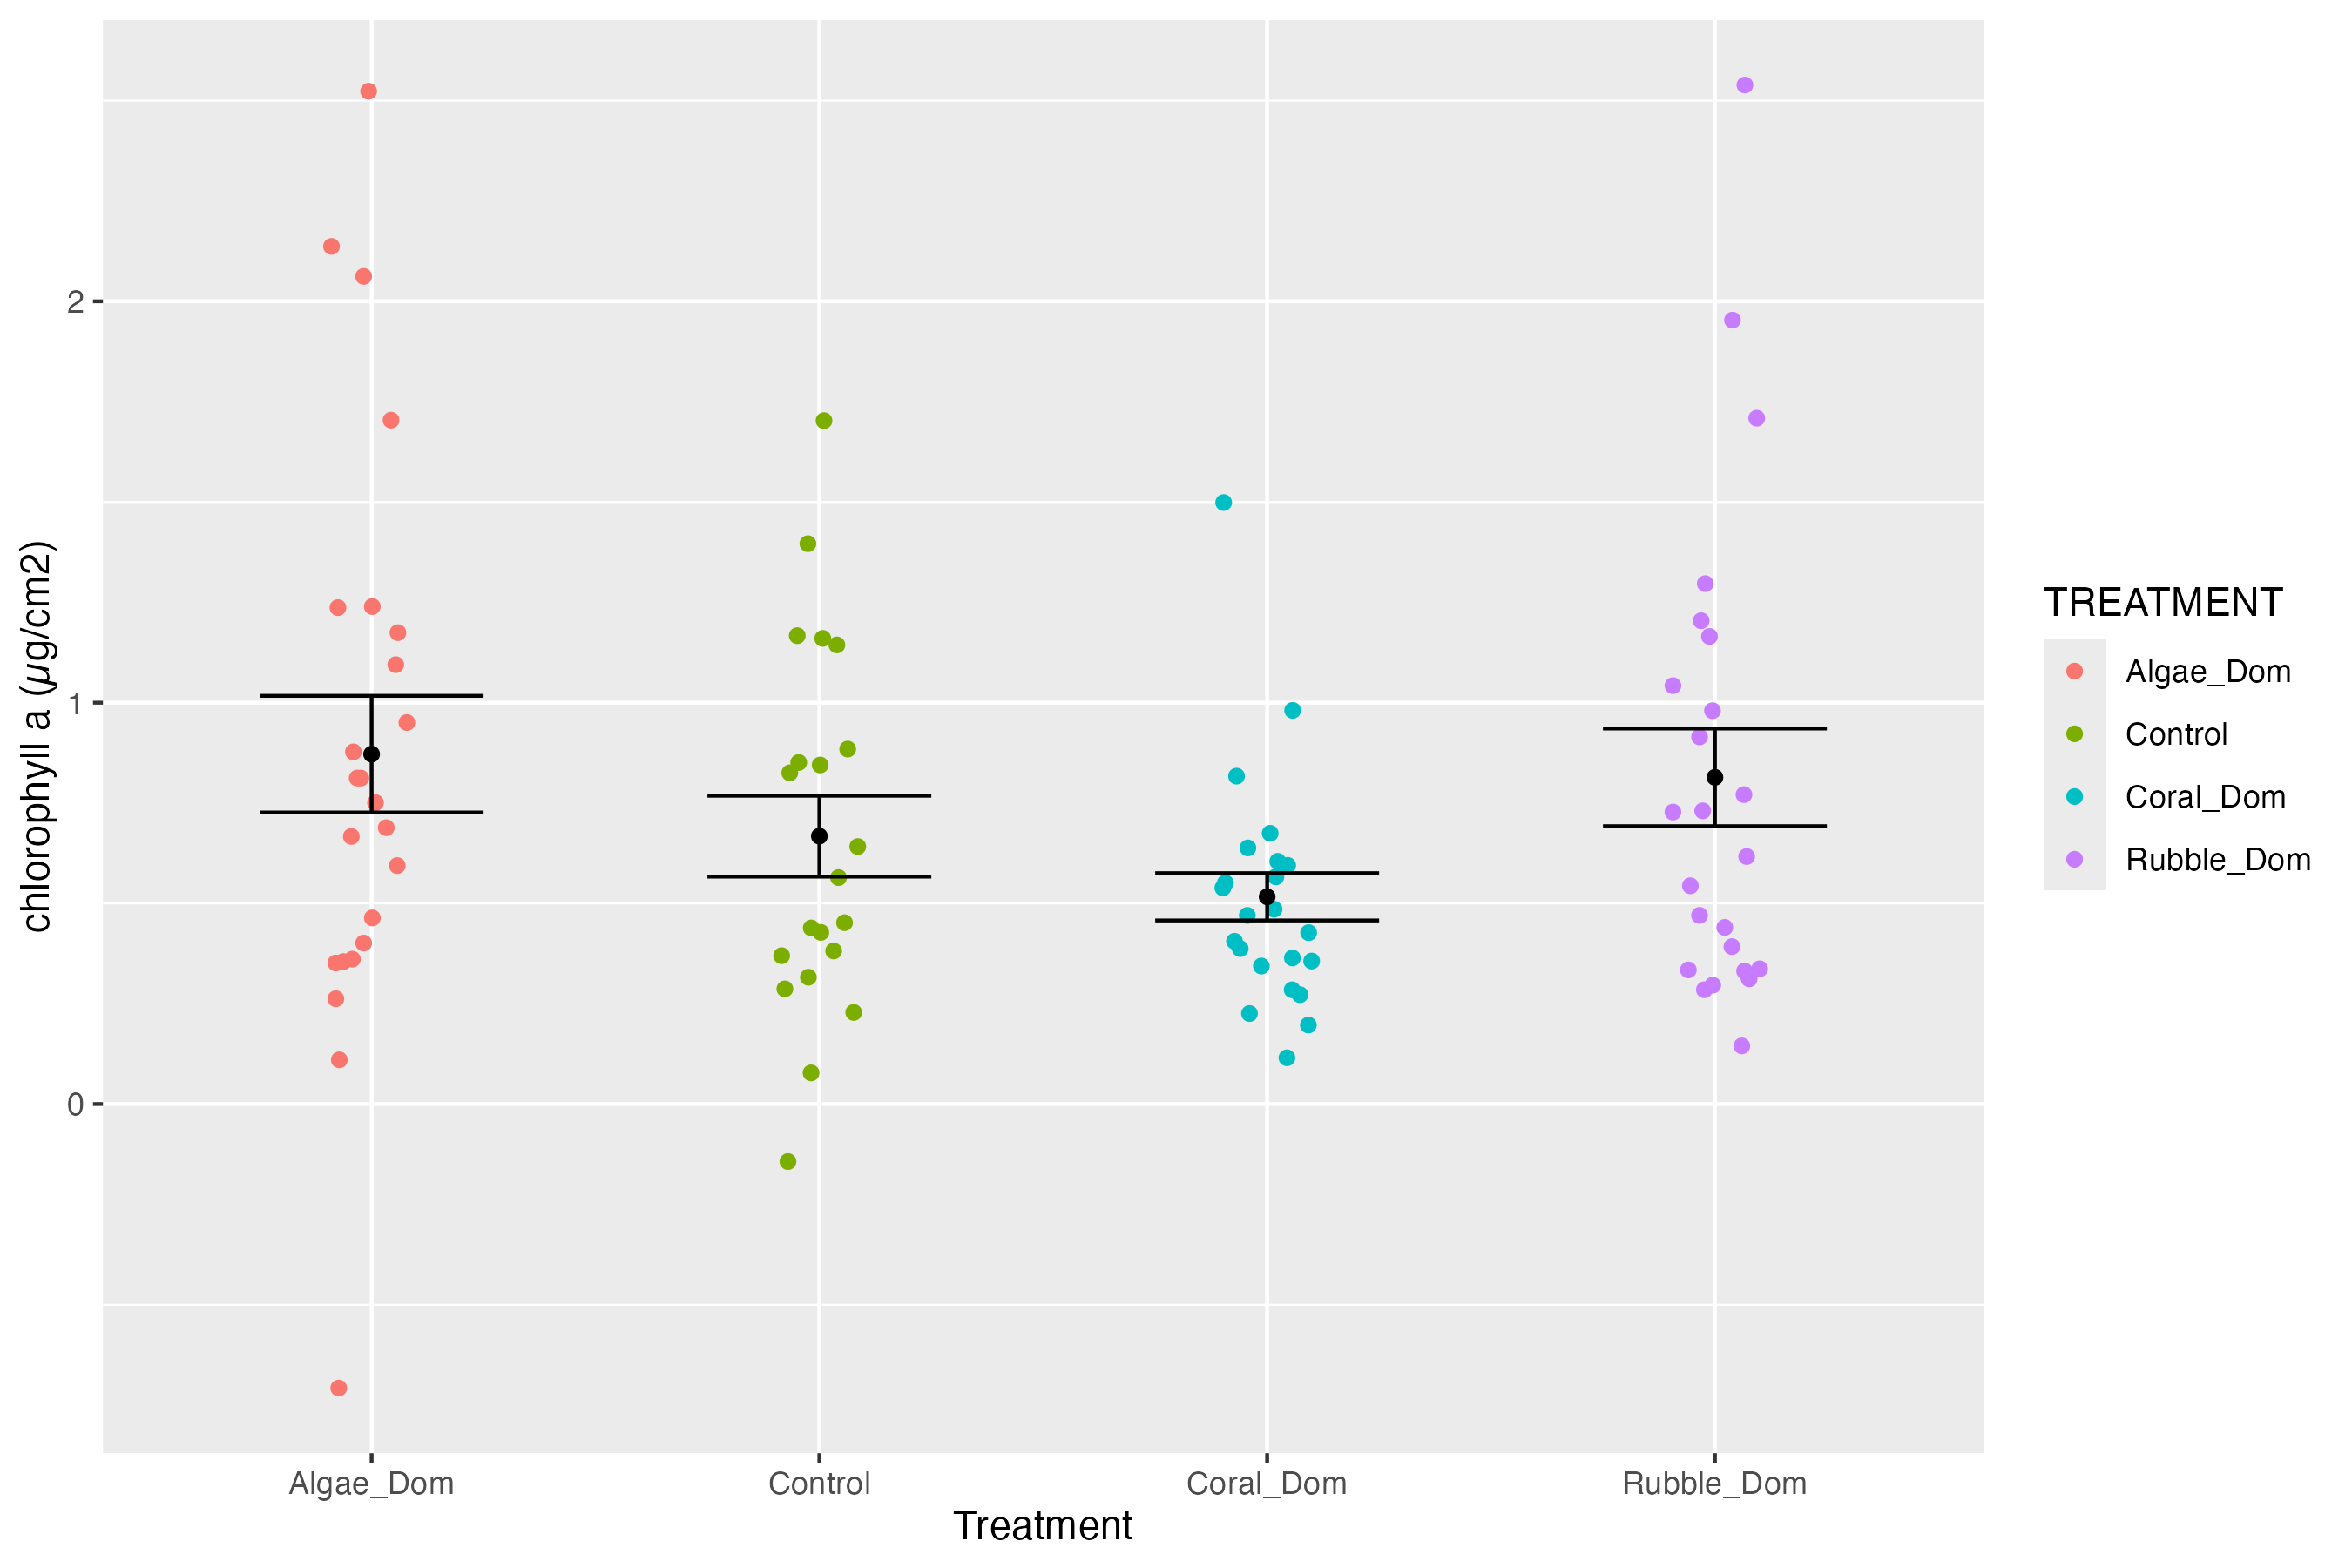 chlorophyll a (µg/cm2)
2
1
0
Algae_Dom
Control
Coral_Dom
Rubble_Dom
Treatment
TREATMENT
Algae_Dom
Control
Coral_Dom
Rubble_Dom